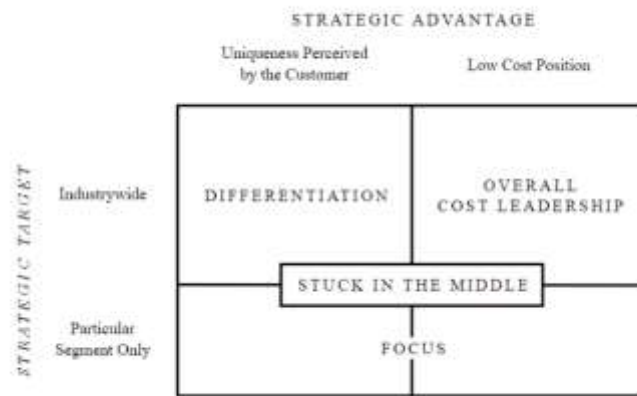 STRATEGIC ADVANTAGE
Uniqueness Perceived
by the Customer
Low Cost Position
STRATEGIC TARGET
Industrywide
DIFFERENTIATION
OVERALL
COST LEADERSHIP
STUCK IN THE MIDDLE
Particular
Segment Only
FOCUS